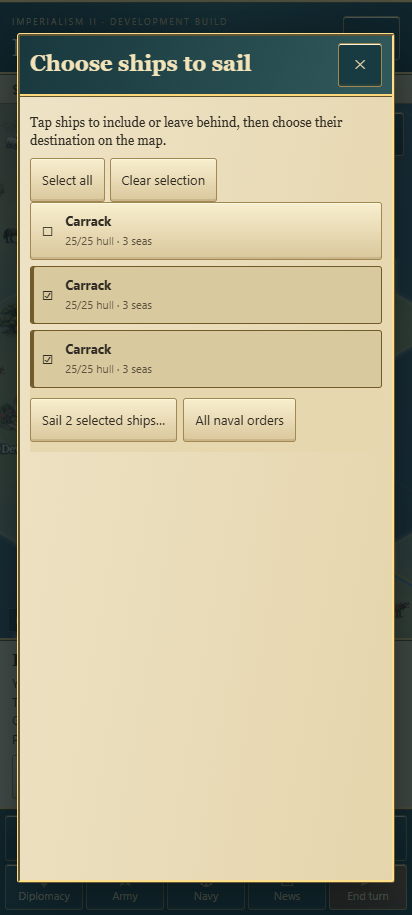 IMPERIALISM II · DEVELOPMENT BUILD
Choose ships to sail
×
Tap ships to include or leave behind, then choose their
destination on the map.
Select all
Clear selection
Carrack
25/25 hull · 3 seas
Carrack
25/25 hull · 3 seas
Carrack
25/25 hull · 3 seas
Sail 2 selected ships...
All naval orders
Diplomacy
Army
Navy
News
End turn